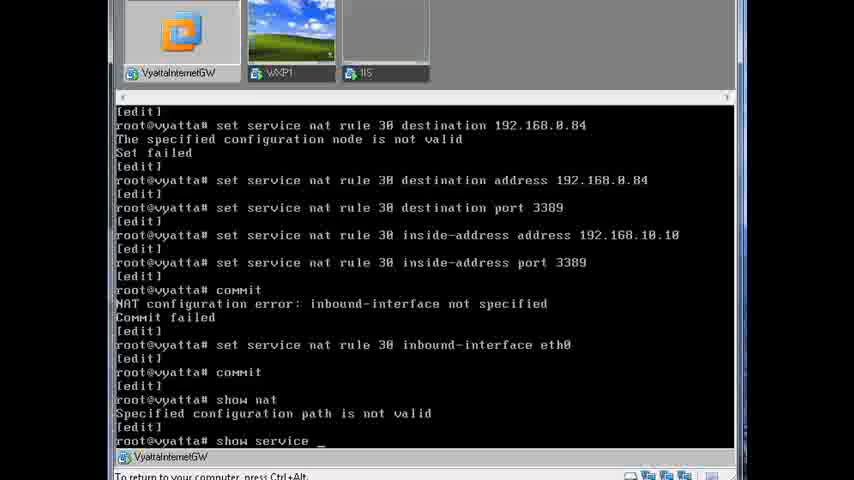 VyattaInternetGW
WXP1
IIS
[edit]
root@vyatta# set service nat rule 30 destination 192.168.0.84
The specified configuration node is not valid
Set failed
[edit]
root@vyatta# set service nat rule 30 destination address 192.168.0.84
[edit]
root@vyatta# set service nat rule 30 destination port 3389
[edit]
root@vyatta# set service nat rule 30 inside-address address 192.168.10.10
[edit]
root@vyatta# set service nat rule 30 inside-address port 3389
[edit]
root@vyatta# commit
NAT configuration error: inbound-interface not specified
Commit failed
[edit]
root@vyatta# set service nat rule 30 inbound-interface eth0
[edit]
root@vyatta# commit
[edit]
root@vyatta# show nat
Specified configuration path is not valid
[edit]
root@vyatta# show service _
VyattaInternetGW
To return to your computer, press Ctrl+Alt.